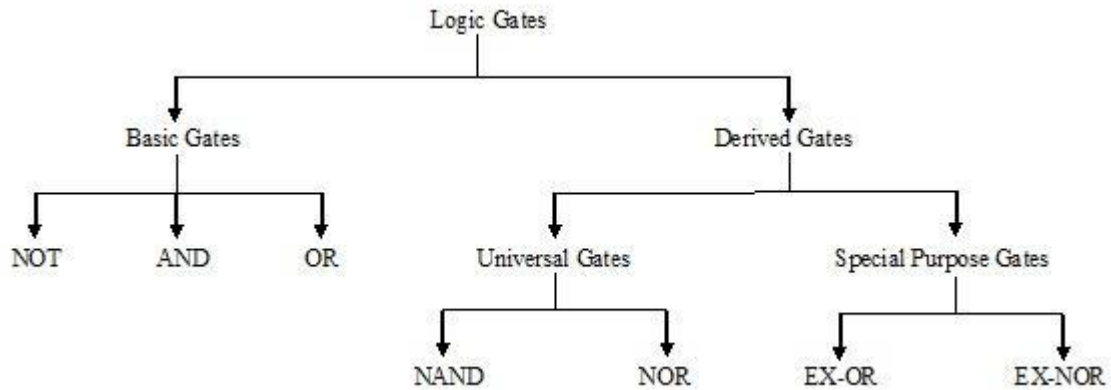 Logic Gates
Basic Gates Derived Gates
NOT AND OR Universal Gates Special Purpose Gates
NAND NOR EX-OR EX-NOR